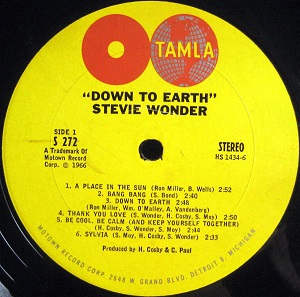 TAMLA
"DOWN TO EARTH"
STEVIE WONDER
SIDE 1
S 272
A Trademark Of
Motown Record
Corp. © 1966
STEREO
HS 1434-6
1. A PLACE IN THE SUN (Ron Miller, B. Wells) 2:52
2. BANG BANG (S. Bono) 2:40
3. DOWN TO EARTH 2:48
(Ron Miller, Wm. O'Malley, A. Vandenberg)
4. THANK YOU LOVE (S. Wonder, H. Cosby, S. Moy) 2:50
5. BE COOL, BE CALM (AND KEEP YOURSELF TOGETHER)
(H. Cosby, S. Wonder, S. Moy) 2:44
6. SYLVIA (S. Moy, H. Cosby, S. Wonder) 2:33
Produced by H. Cosby & C. Paul
MOTOWN RECORD CORP. 2648 W. GRAND BLVD. DETROIT 8, MICHIGAN